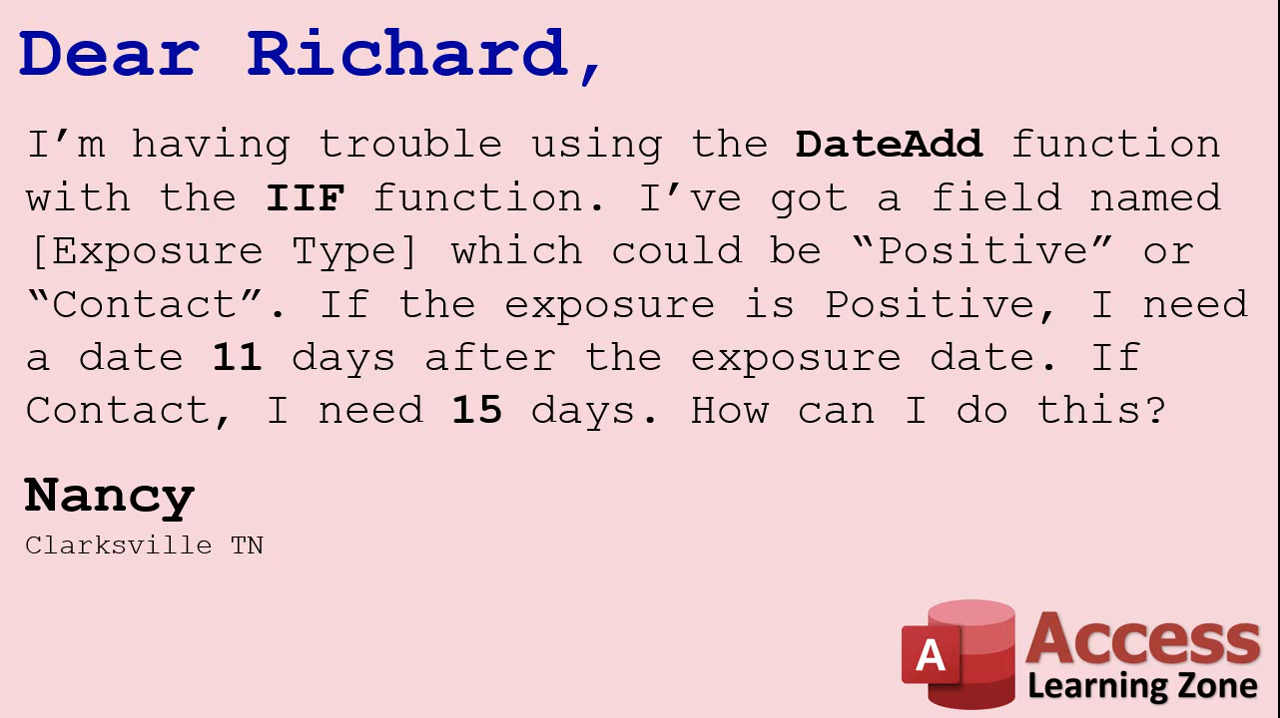 Dear Richard,
I’m having trouble using the DateAdd function
with the IIF function. I’ve got a field named
[Exposure Type] which could be “Positive” or
“Contact”. If the exposure is Positive, I need
a date 11 days after the exposure date. If
Contact, I need 15 days. How can I do this?
Nancy
Clarksville TN
A
Access
Learning Zone